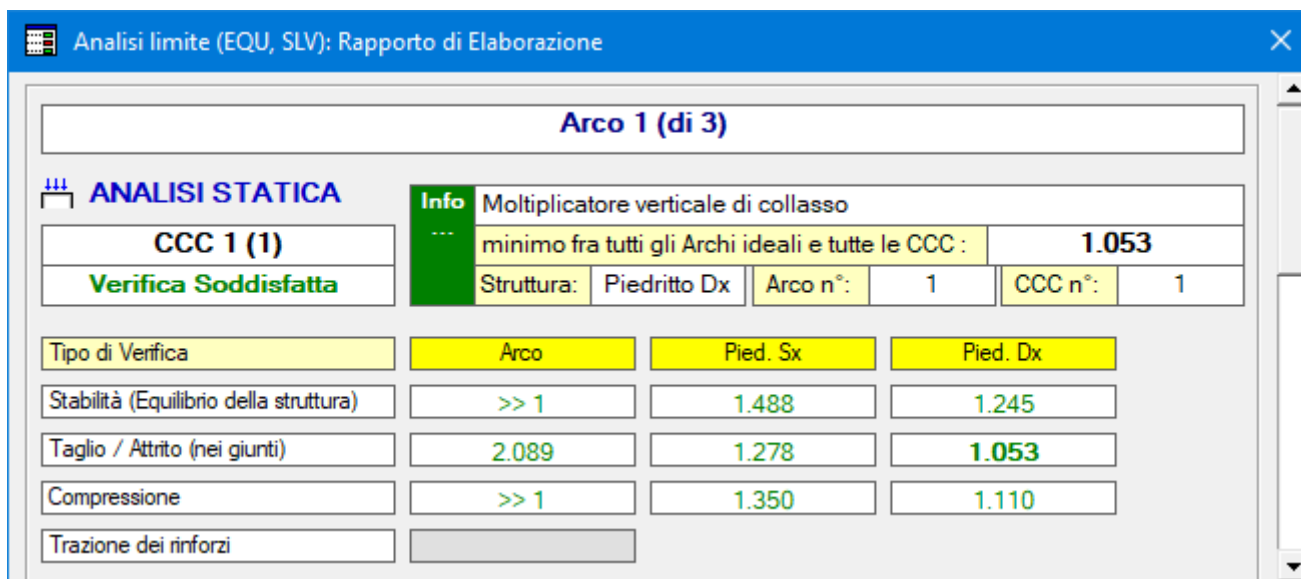 Analisi limite (EQU, SLV): Rapporto di Elaborazione
Arco 1 (di 3)
ANALISI STATICA
CCC 1 (1)
Verifica Soddisfatta
Info
...
Moltiplicatore verticale di collasso
minimo fra tutti gli Archi ideali e tutte le CCC : 1.053
Struttura: Piedritto Dx Arco n°: 1 CCC n°: 1
Tipo di Verifica Arco Pied. Sx Pied. Dx
Stabilità (Equilibrio della struttura) >> 1 1.488 1.245
Taglio / Attrito (nei giunti) 2.089 1.278 1.053
Compressione >> 1 1.350 1.110
Trazione dei rinforzi